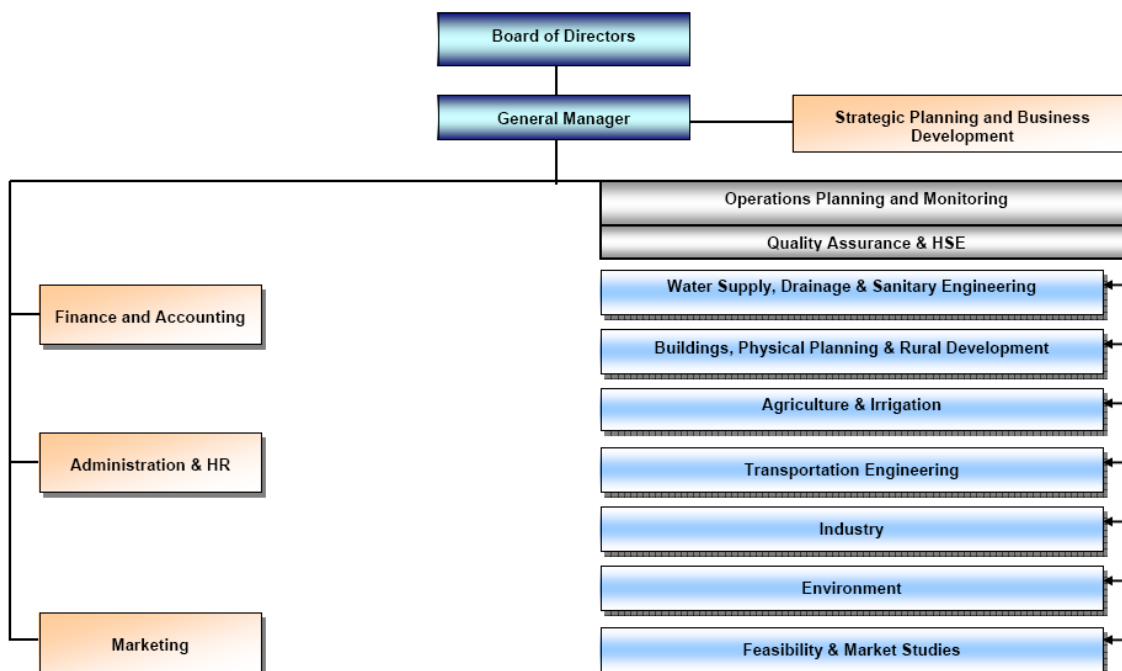 Board of Directors
General Manager
Strategic Planning and Business
Development
Operations Planning and Monitoring
Quality Assurance & HSE
Water Supply, Drainage & Sanitary Engineering
Finance and Accounting
Buildings, Physical Planning & Rural Development
Agriculture & Irrigation
Administration & HR
Transportation Engineering
Industry
Environment
Marketing
Feasibility & Market Studies